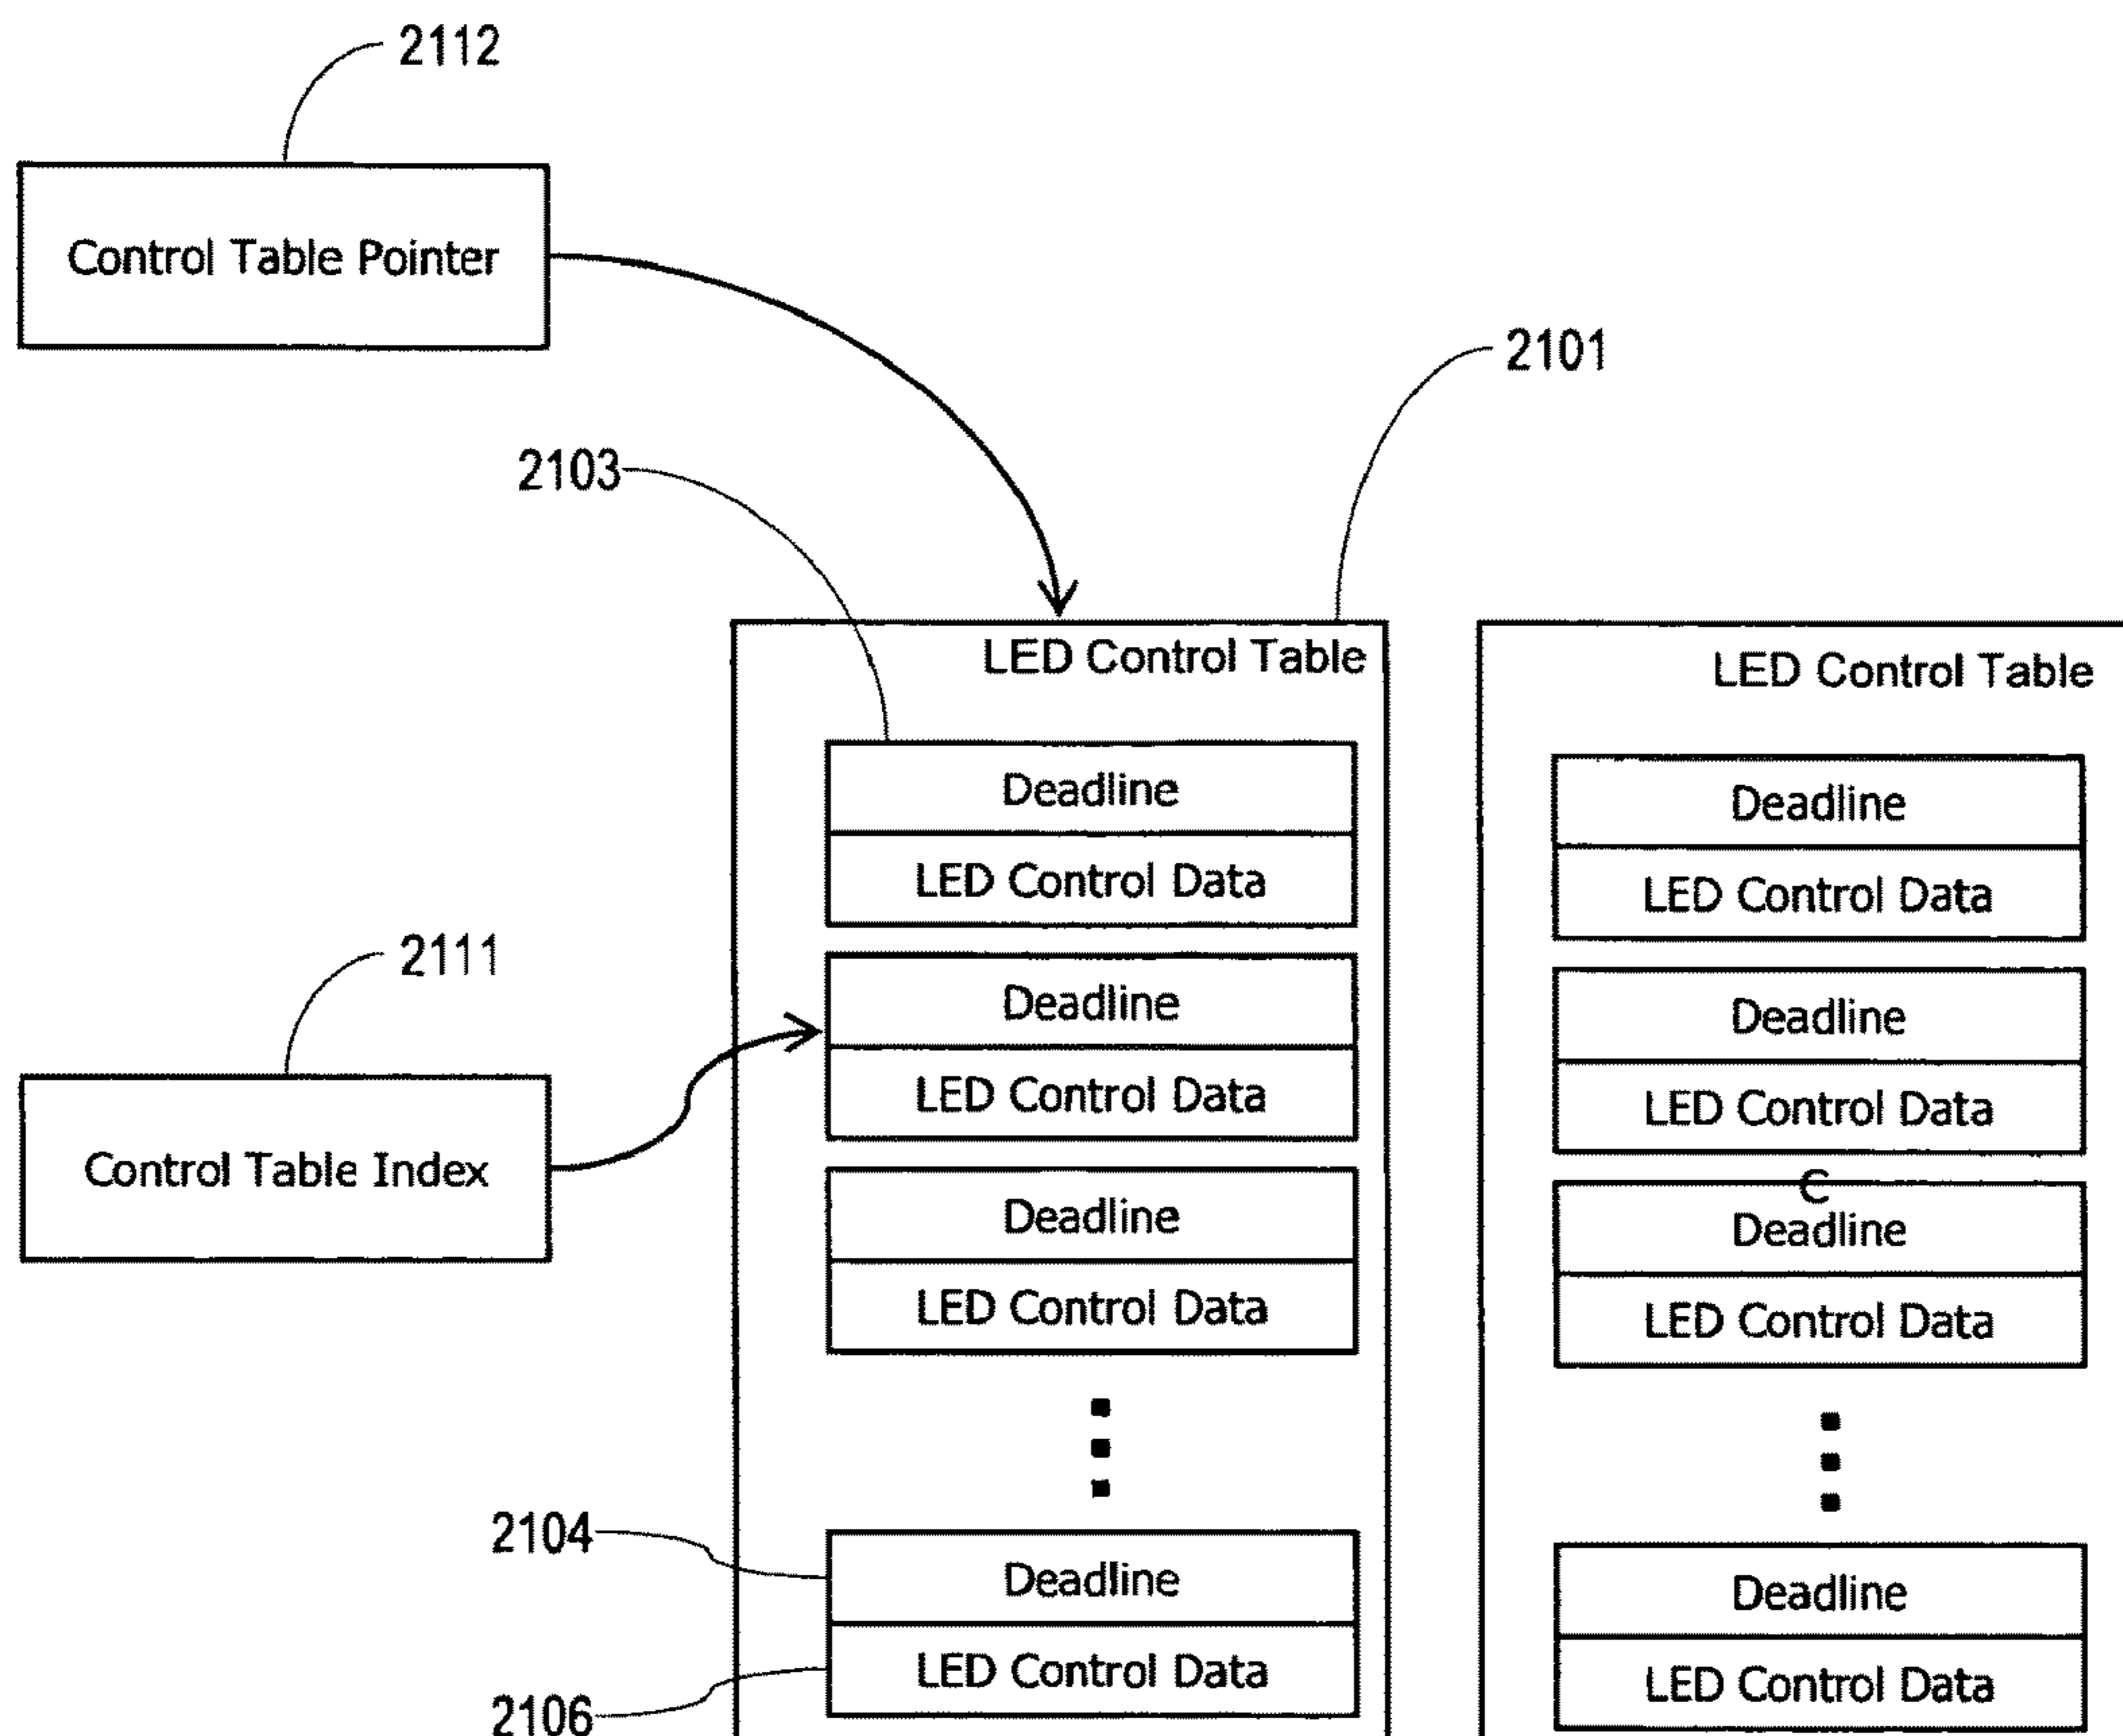 2112
Control Table Pointer
2101
2103
LED Control Table
Deadline
LED Control Data
2111
Control Table Index
Deadline
LED Control Data
Deadline
LED Control Data
2104
Deadline
LED Control Data
2106
LED Control Table
Deadline
LED Control Data
Deadline
LED Control Data
C
Deadline
LED Control Data
Deadline
LED Control Data